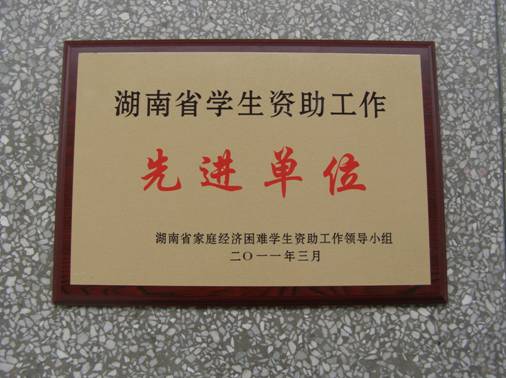 湖南省学生资助工作
先进单位
湖南省家庭经济困难学生资助工作领导小组
二〇一一年三月